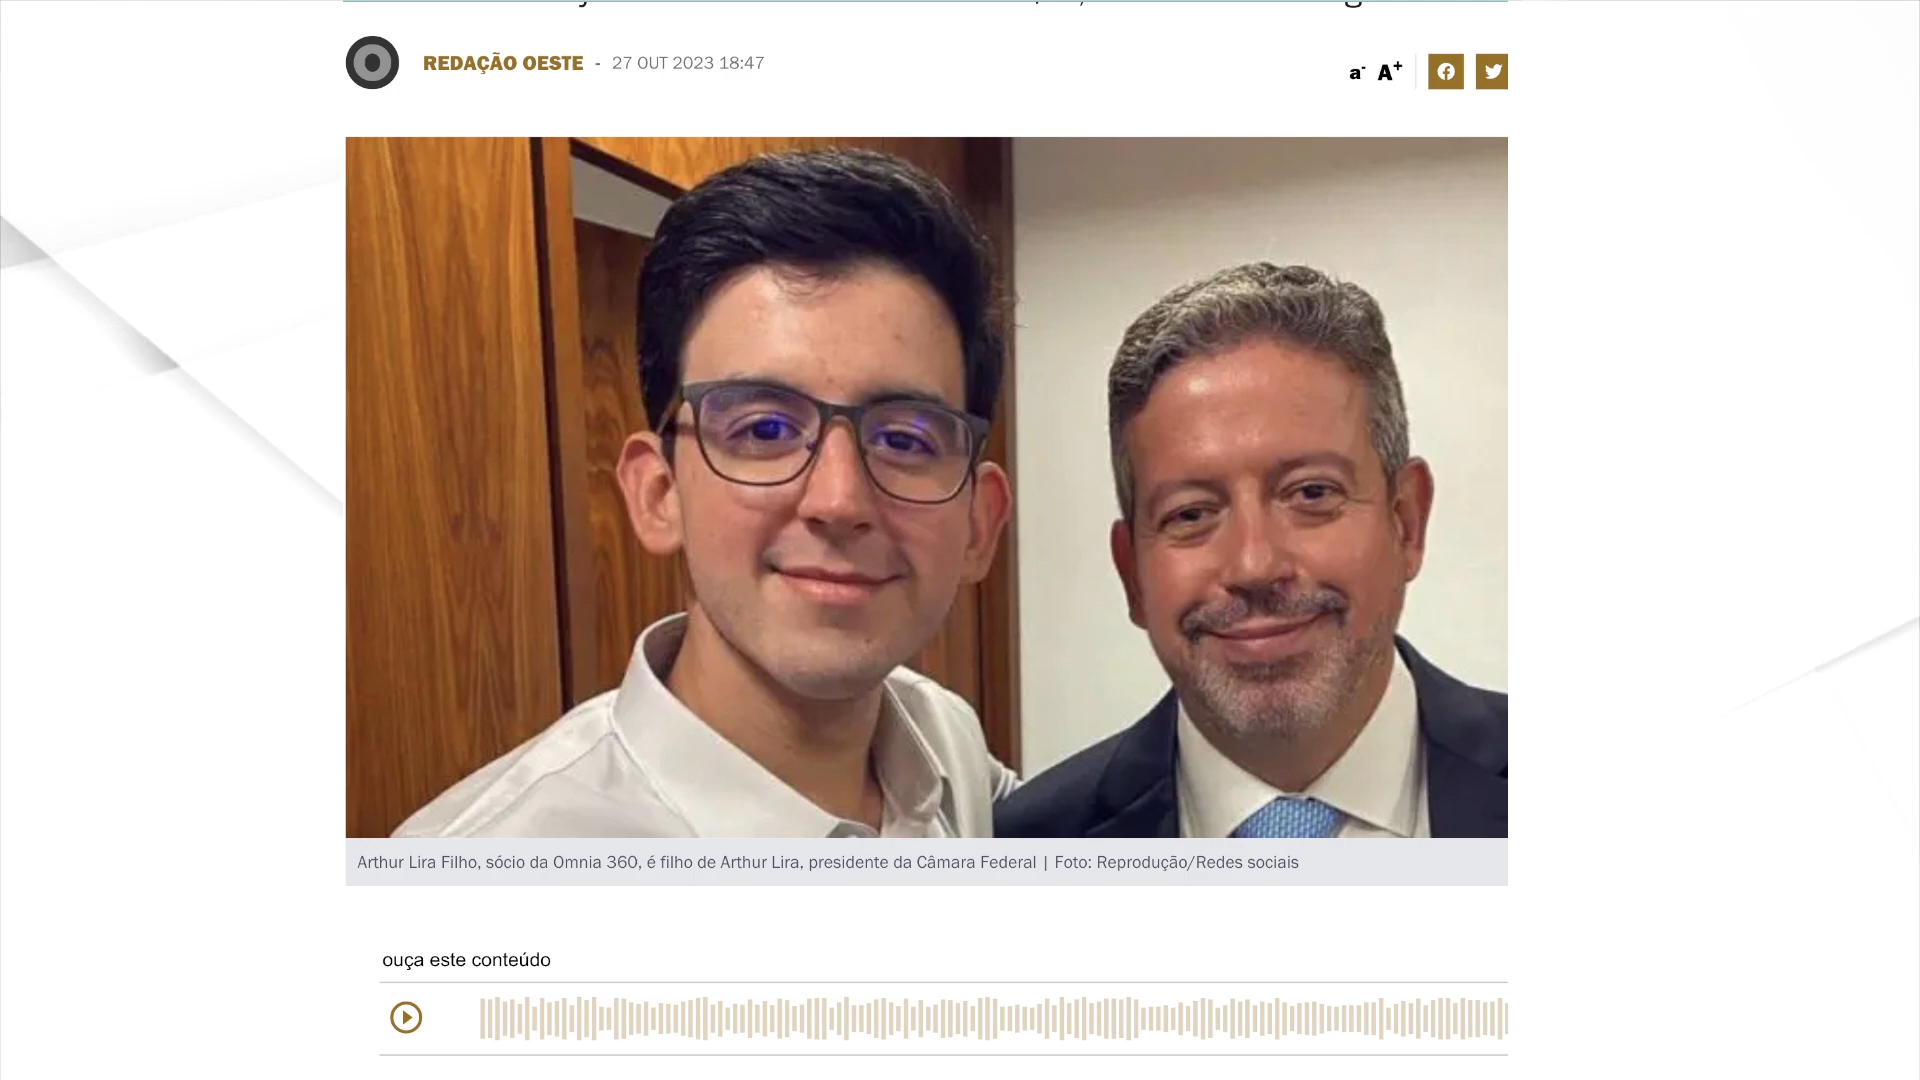 REDAÇÃO OESTE - 27 OUT 2023 18:47
a- A+
Arthur Lira Filho, sócio da Omnia 360, é filho de Arthur Lira, presidente da Câmara Federal | Foto: Reprodução/Redes sociais
ouça este conteúdo